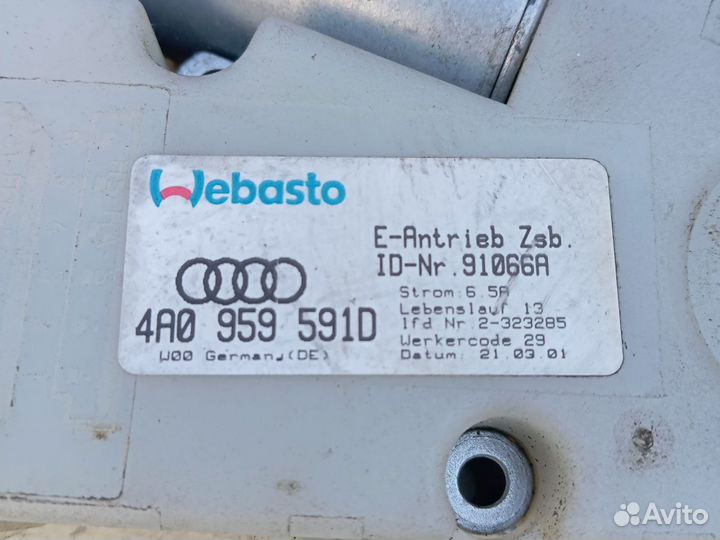 Webasto
E-Antrieb Zsb.
ID-Nr.91066A
Strom:6.5A
Lebenslauf 13
lfd Nr.2-323285
Werkercode 29
Datum: 21.03.01
4A0 959 591D
W00 Germany(DE)
Avito